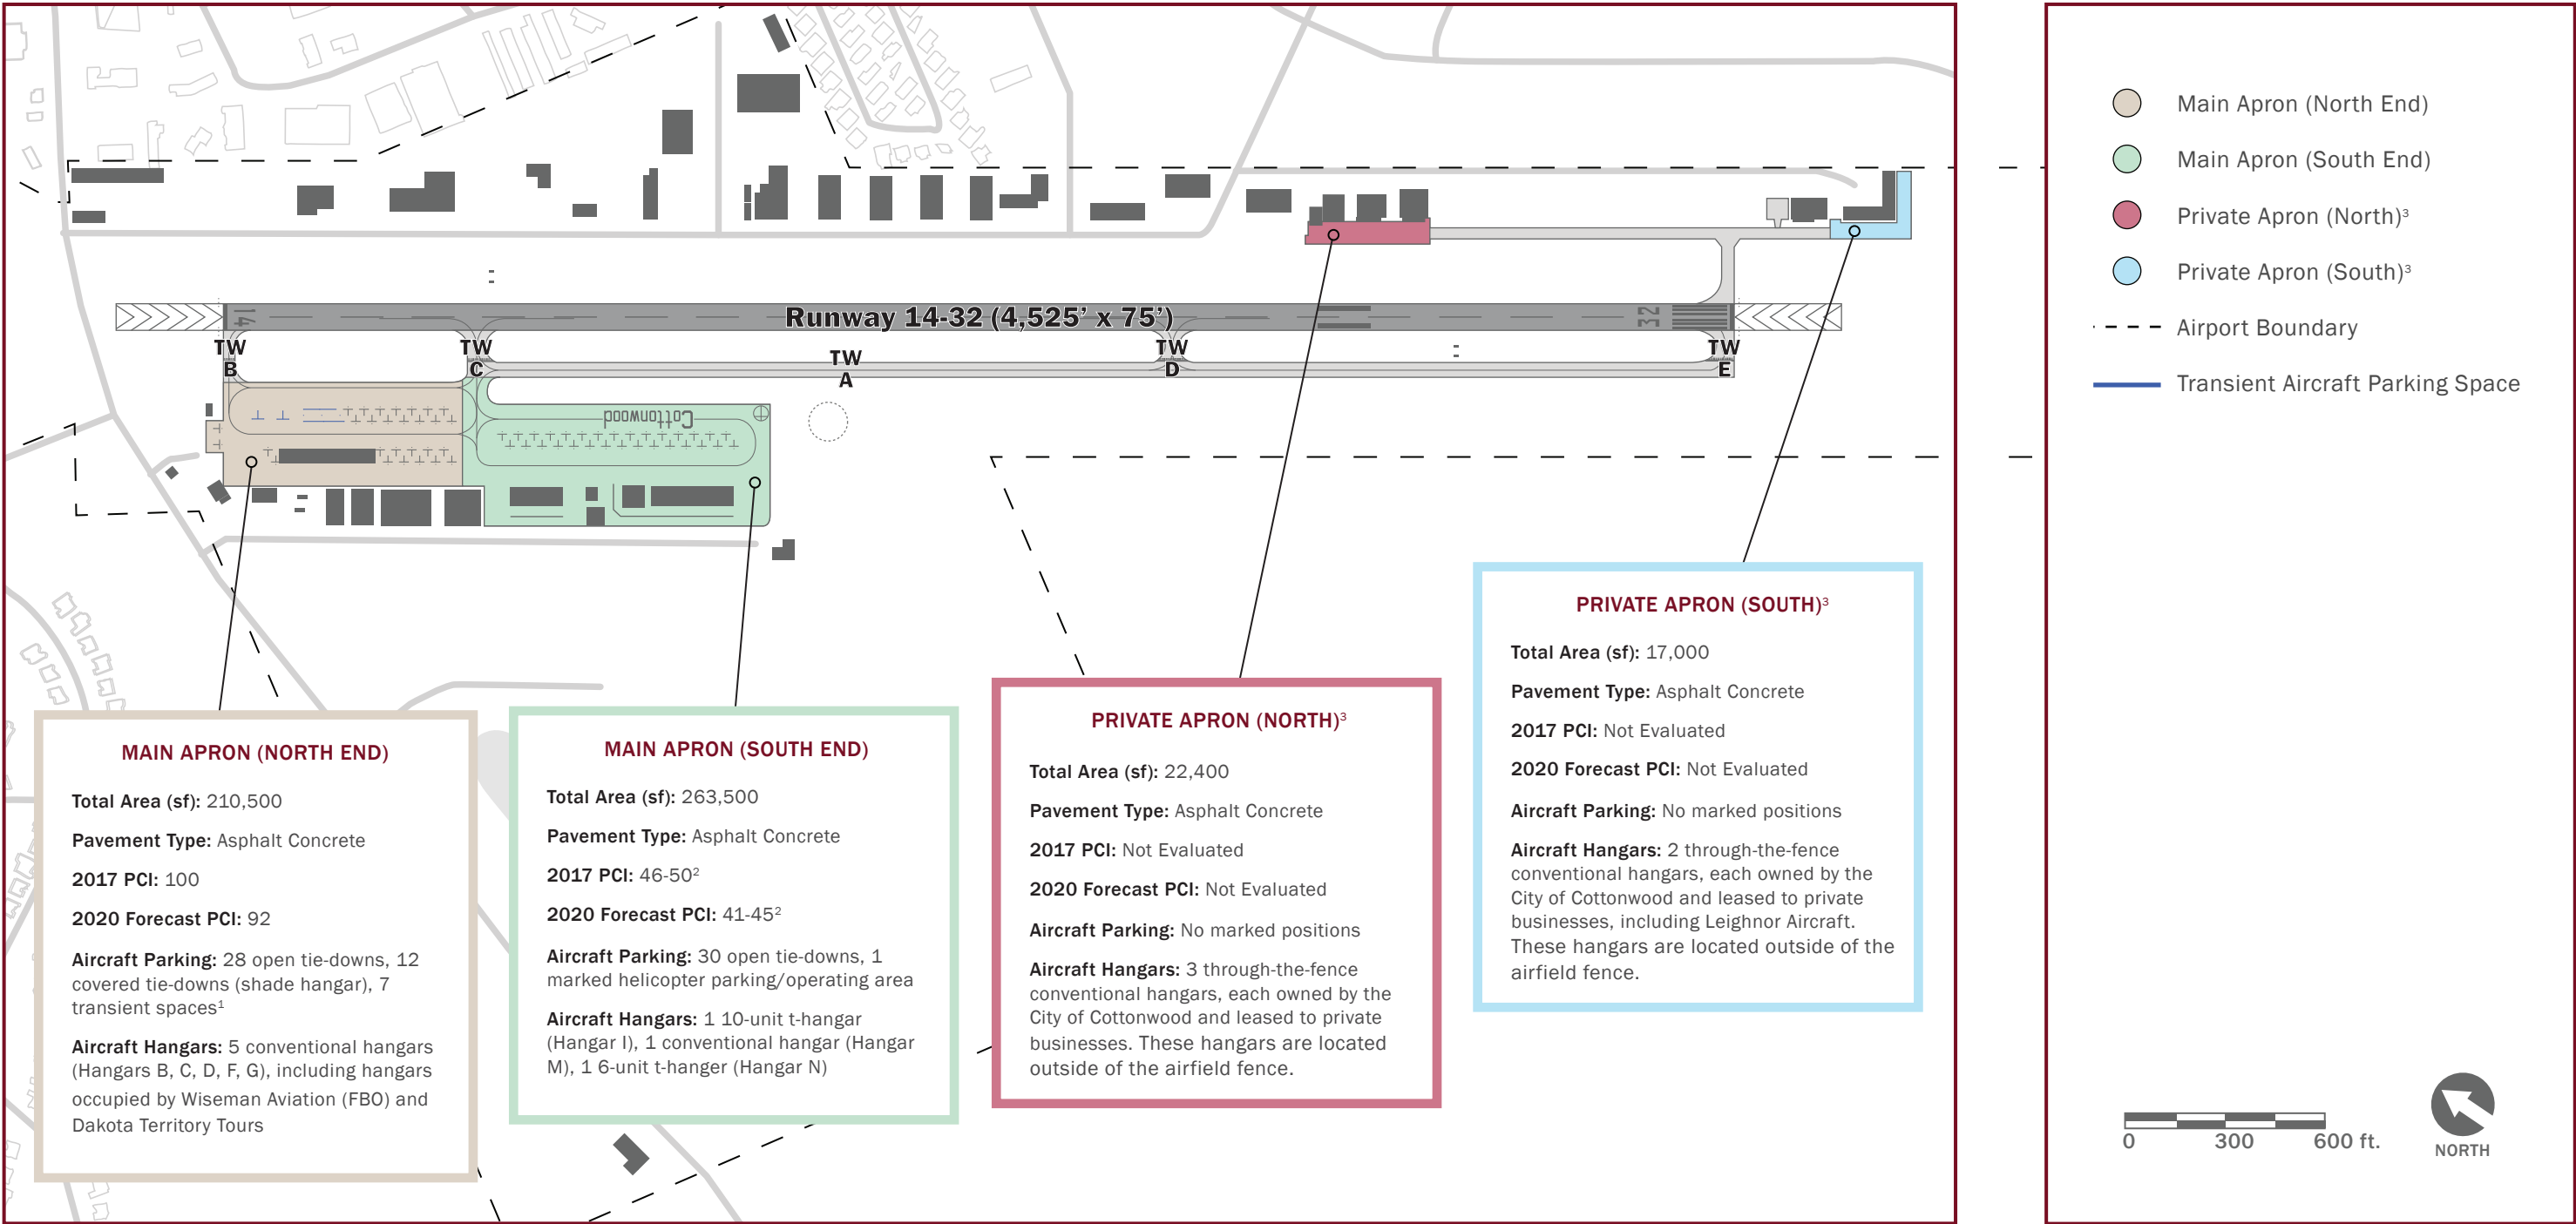 14
Runway 14-32 (4,525’ x 75’)
32
TW
B
TW
C
TW
A
TW
D
TW
E
Cottonwood
MAIN APRON (NORTH END)
Total Area (sf): 210,500
Pavement Type: Asphalt Concrete
2017 PCI: 100
2020 Forecast PCI: 92
Aircraft Parking: 28 open tie-downs, 12
covered tie-downs (shade hangar), 7
transient spaces¹
Aircraft Hangars: 5 conventional hangars
(Hangars B, C, D, F, G), including hangars
occupied by Wiseman Aviation (FBO) and
Dakota Territory Tours
MAIN APRON (SOUTH END)
Total Area (sf): 263,500
Pavement Type: Asphalt Concrete
2017 PCI: 46-50²
2020 Forecast PCI: 41-45²
Aircraft Parking: 30 open tie-downs, 1
marked helicopter parking/operating area
Aircraft Hangars: 1 10-unit t-hangar
(Hangar I), 1 conventional hangar (Hangar
M), 1 6-unit t-hanger (Hangar N)
PRIVATE APRON (NORTH)³
Total Area (sf): 22,400
Pavement Type: Asphalt Concrete
2017 PCI: Not Evaluated
2020 Forecast PCI: Not Evaluated
Aircraft Parking: No marked positions
Aircraft Hangars: 3 through-the-fence
conventional hangars, each owned by the
City of Cottonwood and leased to private
businesses. These hangars are located
outside of the airfield fence.
PRIVATE APRON (SOUTH)³
Total Area (sf): 17,000
Pavement Type: Asphalt Concrete
2017 PCI: Not Evaluated
2020 Forecast PCI: Not Evaluated
Aircraft Parking: No marked positions
Aircraft Hangars: 2 through-the-fence
conventional hangars, each owned by the
City of Cottonwood and leased to private
businesses, including Leighnor Aircraft.
These hangars are located outside of the
airfield fence.
Main Apron (North End)
Main Apron (South End)
Private Apron (North)³
Private Apron (South)³
Airport Boundary
Transient Aircraft Parking Space
0 300 600 ft.
NORTH